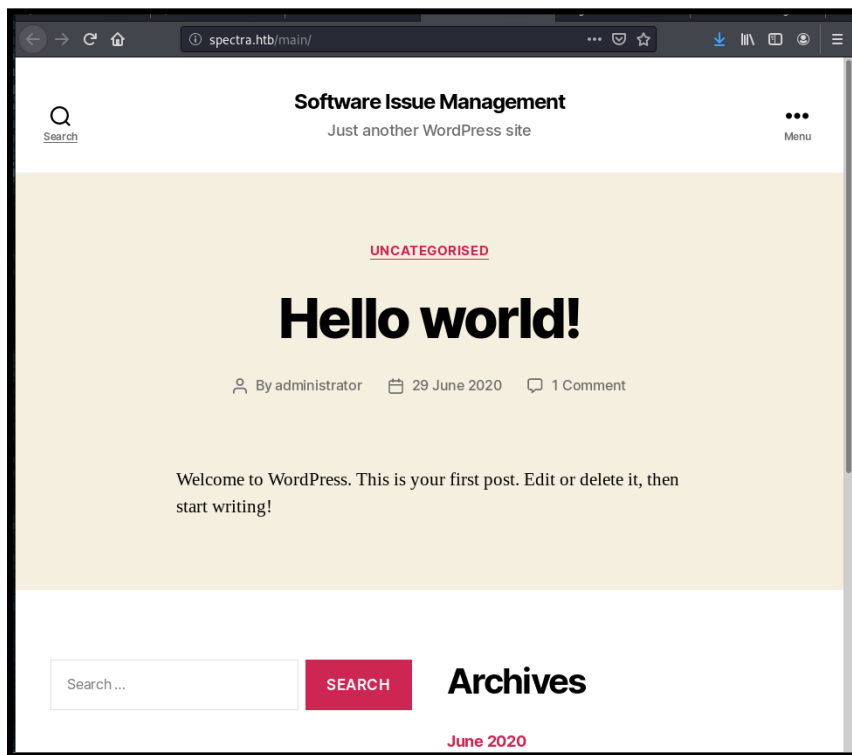 spectra.htb/main/
Software Issue Management
Just another WordPress site
Search
Menu
UNCATEGORISED
Hello world!
By administrator 29 June 2020 1 Comment
Welcome to WordPress. This is your first post. Edit or delete it, then
start writing!
Search ...
SEARCH
Archives
June 2020